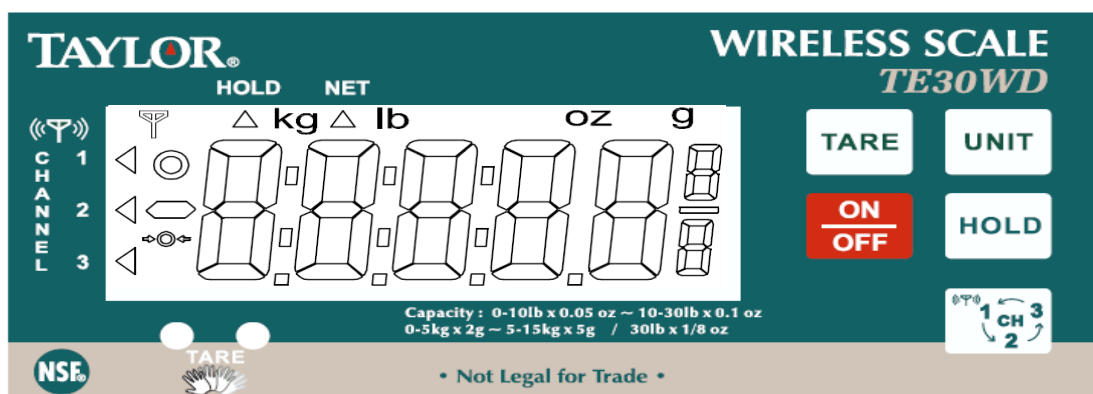 TAYLOR®
WIRELESS SCALE
TE30WD
HOLD NET
kg lb oz g
CHANNEL
1
2
3
TARE
UNIT
ON
OFF
HOLD
1 CH 3
2
Capacity : 0-10lb x 0.05 oz ~ 10-30lb x 0.1 oz
0-5kg x 2g ~ 5-15kg x 5g / 30lb x 1/8 oz
TARE
NSF®
• Not Legal for Trade •